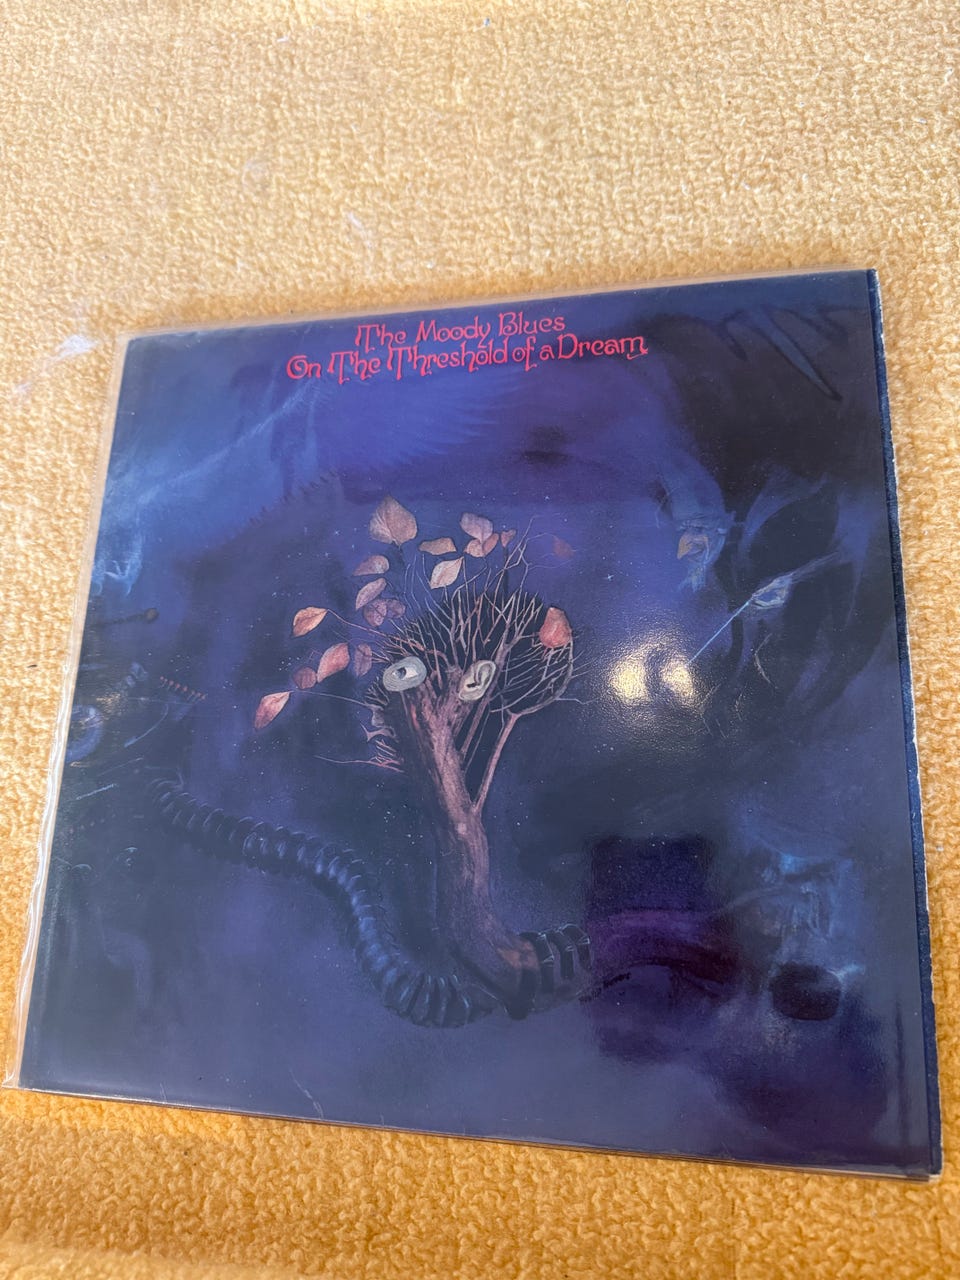 The Moody Blues
On The Threshold of a Dream